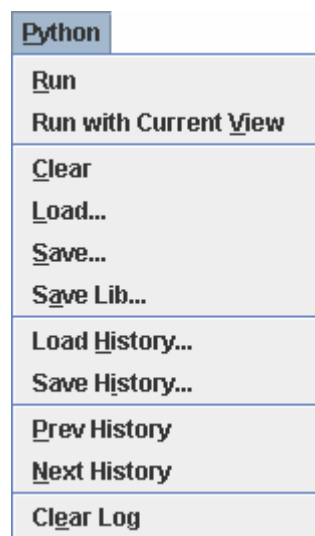 Python
Run
Run with Current View
Clear
Load...
Save...
Save Lib...
Load History...
Save History...
Prev History
Next History
Clear Log